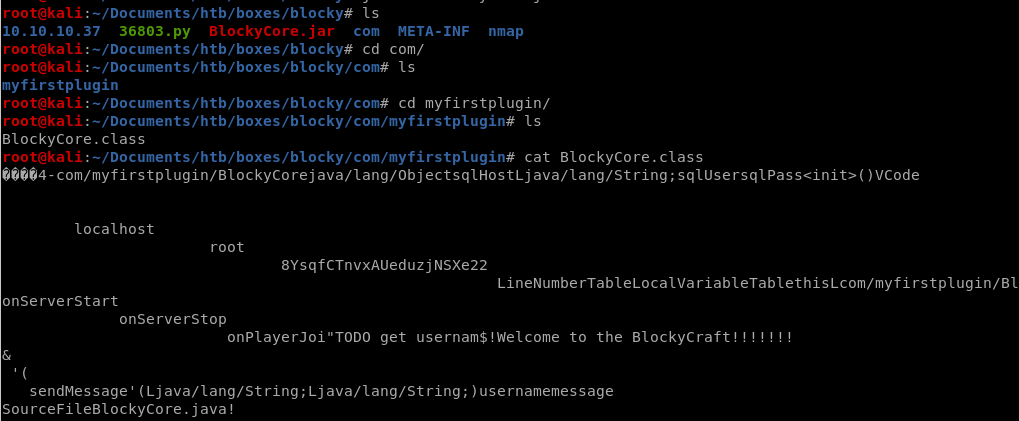 root@kali:~/Documents/htb/boxes/blocky# ls
10.10.10.37  36803.py  BlockyCore.jar  com  META-INF  nmap
root@kali:~/Documents/htb/boxes/blocky# cd com/
root@kali:~/Documents/htb/boxes/blocky/com# ls
myfirstplugin
root@kali:~/Documents/htb/boxes/blocky/com# cd myfirstplugin/
root@kali:~/Documents/htb/boxes/blocky/com/myfirstplugin# ls
BlockyCore.class
root@kali:~/Documents/htb/boxes/blocky/com/myfirstplugin# cat BlockyCore.class
����4-com/myfirstplugin/BlockyCorejava/lang/ObjectsqlHostLjava/lang/String;sqlUsersqlPass<init>()VCode
localhost
root
8YsqfCTnvxAUeduzjNSXe22
LineNumberTableLocalVariableTablethisLcom/myfirstplugin/Bl
onServerStart
onServerStop
onPlayerJoi"TODO get usernam$!Welcome to the BlockyCraft!!!!!!!
&
'(
sendMessage'(Ljava/lang/String;Ljava/lang/String;)usernamemessage
SourceFileBlockyCore.java!